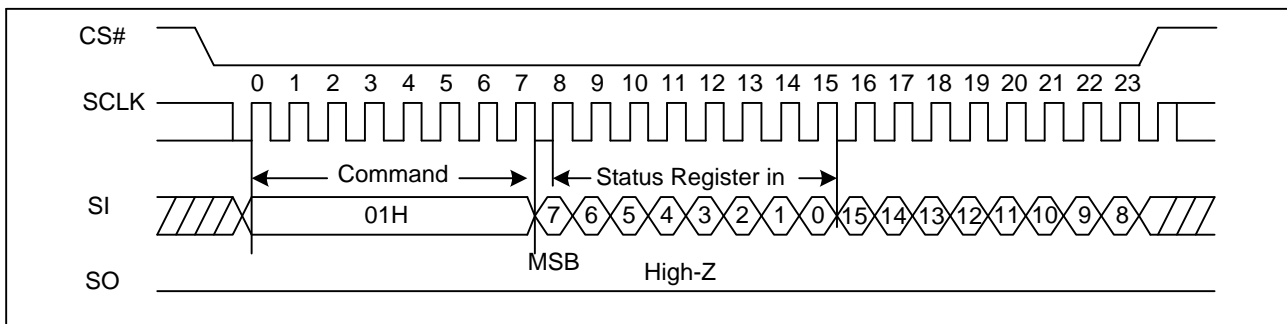 CS#
0 1 2 3 4 5 6 7 8 9 10 11 12 13 14 15 16 17 18 19 20 21 22 23
SCLK
Command Status Register in
SI 01H 7 6 5 4 3 2 1 0 15 14 13 12 11 10 9 8
MSB High-Z
SO